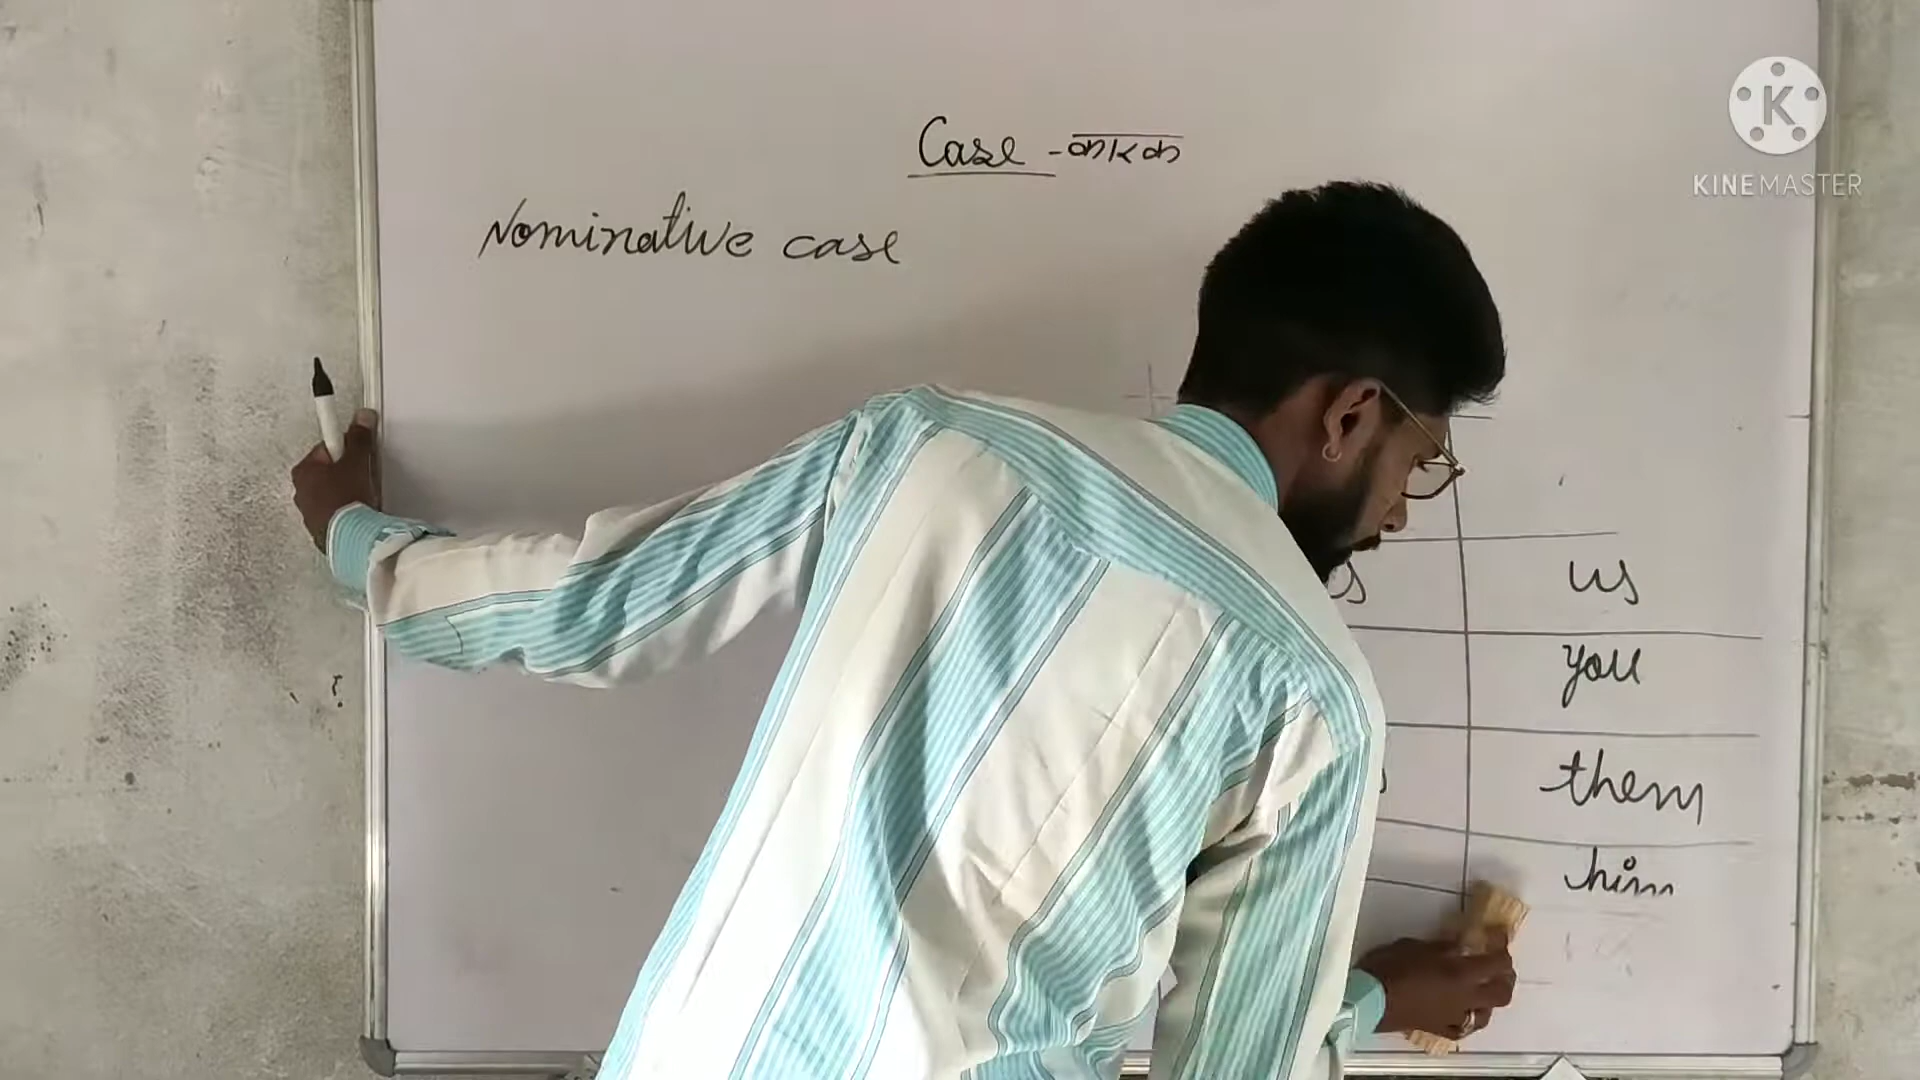 Case - कारक
Nominative case
us
you
them
him
KINEMASTER